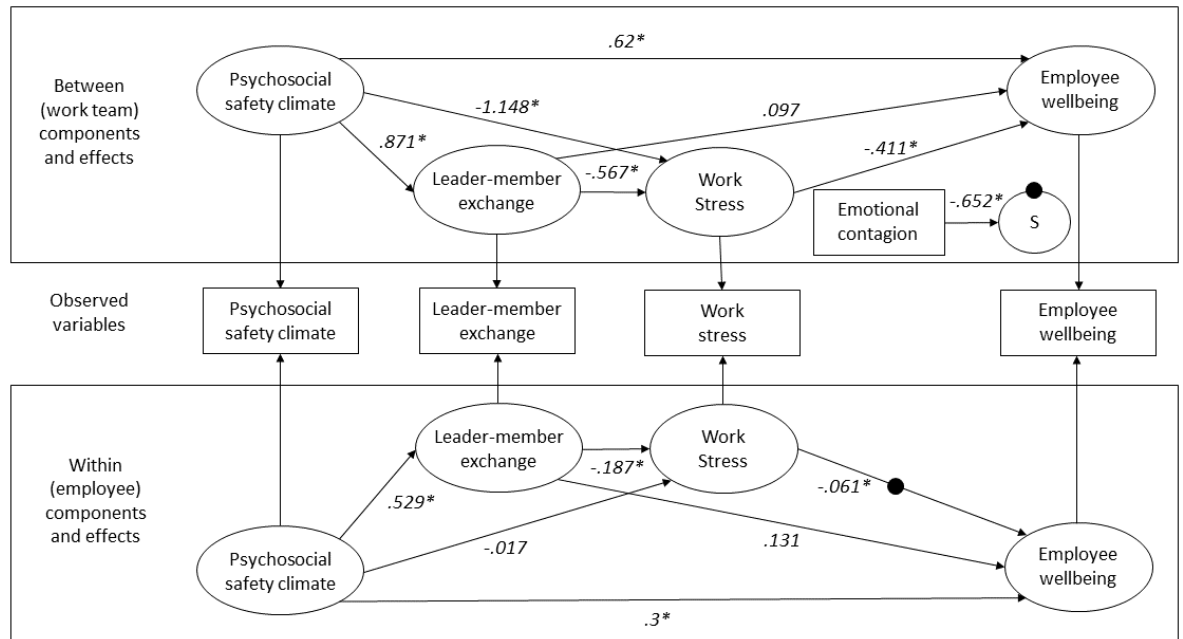 Between
(work team)
components
and effects
Psychosocial
safety climate
.62*
Employee
wellbeing
-1.148*
.097
.871*
-.411*
Leader-member
exchange
-.567*
Work
Stress
Emotional
contagion
-.652*
S
Observed
variables
Psychosocial
safety climate
Leader-member
exchange
Work
stress
Employee
wellbeing
Within
(employee)
components
and effects
Leader-member
exchange
-.187*
Work
Stress
-.061*
.529*
-.017
.131
Psychosocial
safety climate
Employee
wellbeing
.3*